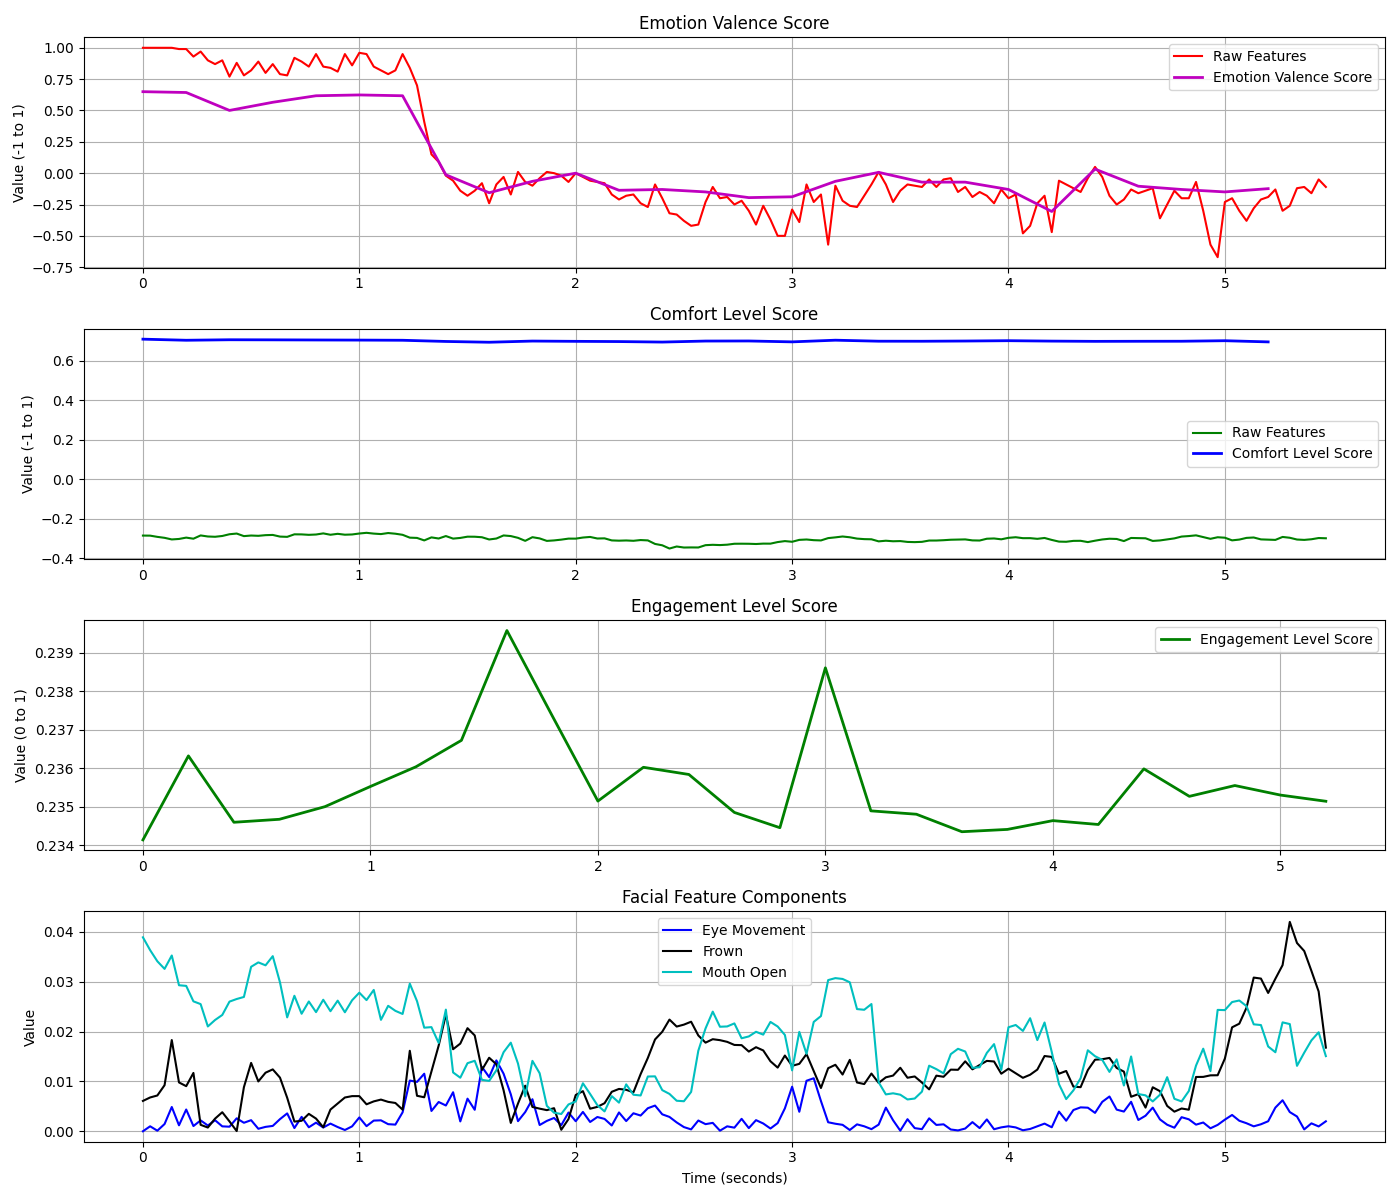 Emotion Valence Score
1.00
0.75
0.50
0.25
0.00
−0.25
−0.50
−0.75
Value (-1 to 1)
Raw Features
Emotion Valence Score
0 1 2 3 4 5
Comfort Level Score
0.6
0.4
0.2
0.0
−0.2
−0.4
Value (-1 to 1)
Raw Features
Comfort Level Score
0 1 2 3 4 5
Engagement Level Score
0.239
0.238
0.237
0.236
0.235
0.234
Value (0 to 1)
Engagement Level Score
0 1 2 3 4 5
Facial Feature Components
0.04
0.03
0.02
0.01
0.00
Value
Eye Movement
Frown
Mouth Open
0 1 2 3 4 5
Time (seconds)